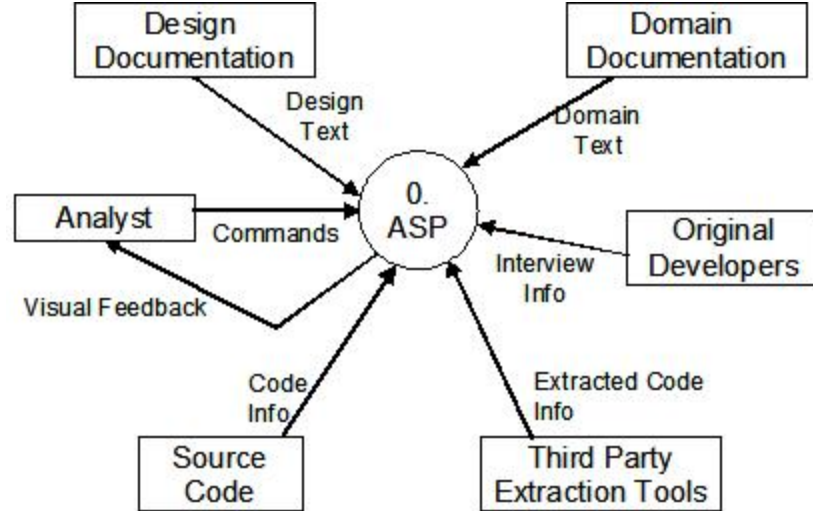 Design
Documentation
Domain
Documentation
Design
Text
Domain
Text
0.
ASP
Analyst
Commands
Original
Developers
Interview
Info
Visual Feedback
Code
Info
Extracted Code
Info
Source
Code
Third Party
Extraction Tools